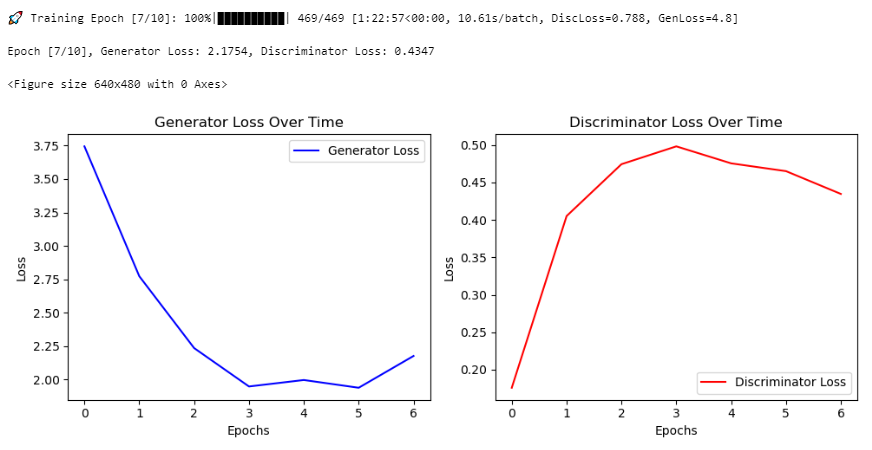 🚀 Training Epoch [7/10]: 100%|██████████| 469/469 [1:22:57<00:00, 10.61s/batch, DiscLoss=0.788, GenLoss=4.8]
Epoch [7/10], Generator Loss: 2.1754, Discriminator Loss: 0.4347
<Figure size 640x480 with 0 Axes>
Generator Loss Over Time
Generator Loss
3.75
3.50
3.25
3.00
2.75
2.50
2.25
2.00
Loss
0 1 2 3 4 5 6
Epochs
Discriminator Loss Over Time
0.50
0.45
0.40
0.35
0.30
0.25
0.20
Loss
Discriminator Loss
0 1 2 3 4 5 6
Epochs